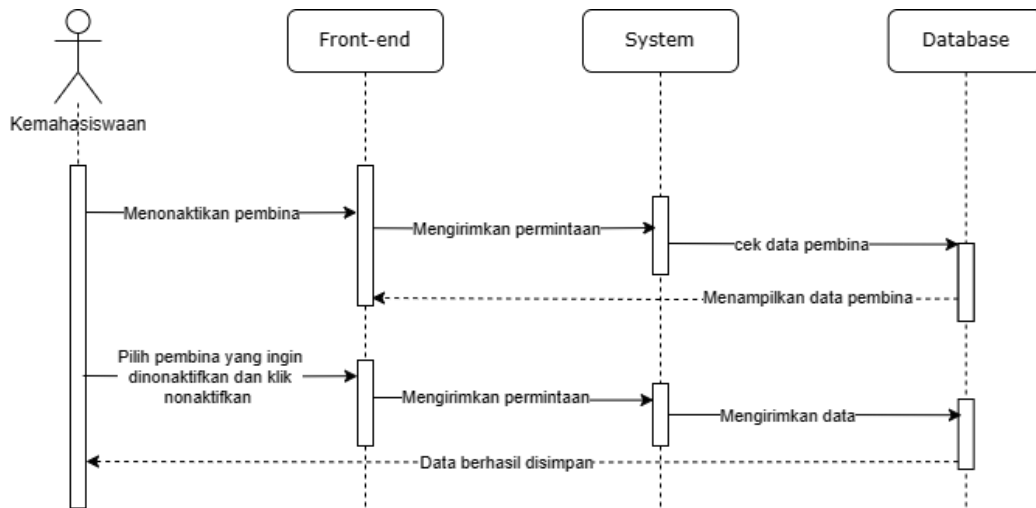 Front-end
System
Database
Kemahasiswaan
Menonaktikan pembina
Mengirimkan permintaan
cek data pembina
Menampilkan data pembina
Pilih pembina yang ingin
dinonaktifkan dan klik
nonaktifkan
Mengirimkan permintaan
Mengirimkan data
Data berhasil disimpan